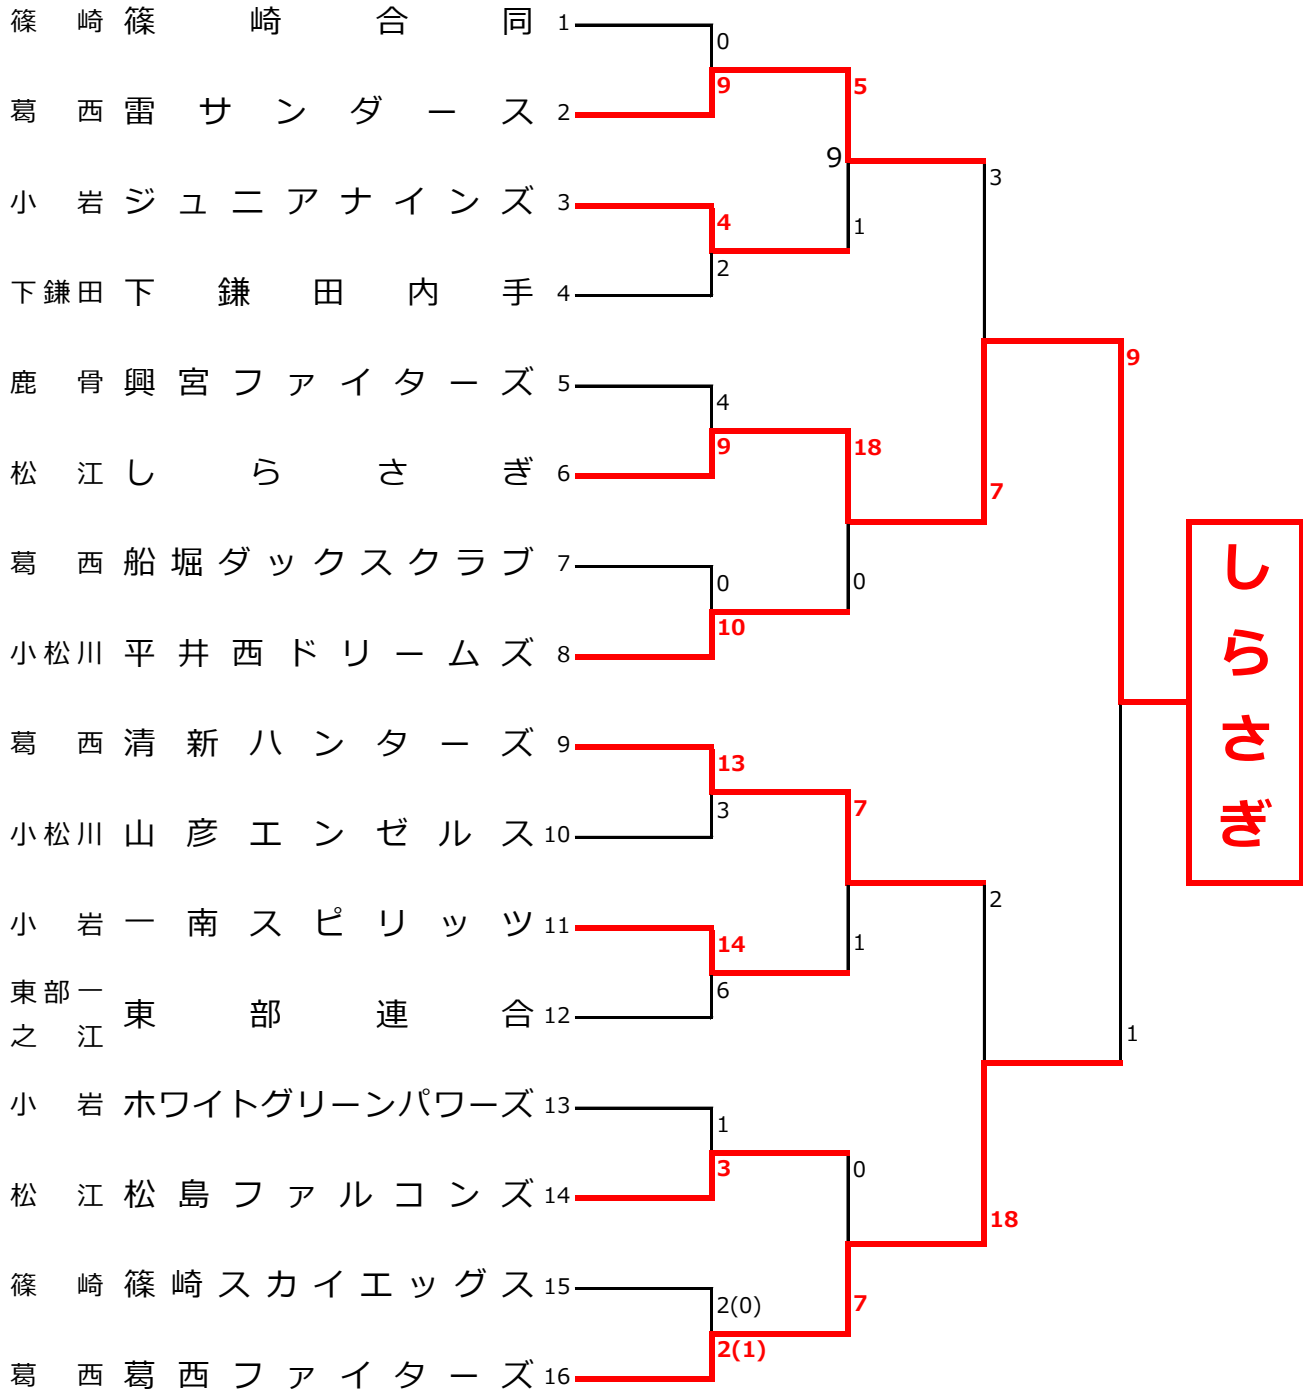 篠崎 篠崎合同 1
0
9
5
葛西 雷サンダース 2
9
3
小岩 ジュニアナインズ 3
4
1
2
下鎌田 下鎌田内手 4
9
鹿骨 興宮ファイターズ 5
4
9
18
松江 しらさぎ 6
7
葛西 船堀ダックスクラブ 7
0
0
10
小松川 平井西ドリームズ 8
しらさぎ
葛西 清新ハンターズ 9
13
3
7
小松川 山彦エンゼルス 10
2
小岩 一南スピリッツ 11
14
1
6
東部一
之江
東部連合 12
1
小岩 ホワイトグリーンパワーズ 13
1
3
0
松江 松島ファルコンズ 14
18
篠崎 篠崎スカイエッグス 15
2(0)
7
2(1)
葛西 葛西ファイターズ 16